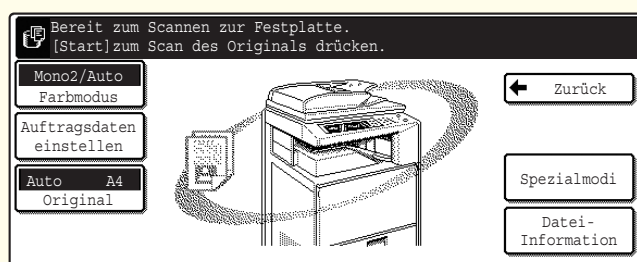 Bereit zum Scannen zur Festplatte.
[Start]zum Scan des Originals drücken.
Mono2/Auto
Farbmodus
Zurück
Auftragsdaten
einstellen
Auto A4
Original
Spezialmodi
Datei-
Information